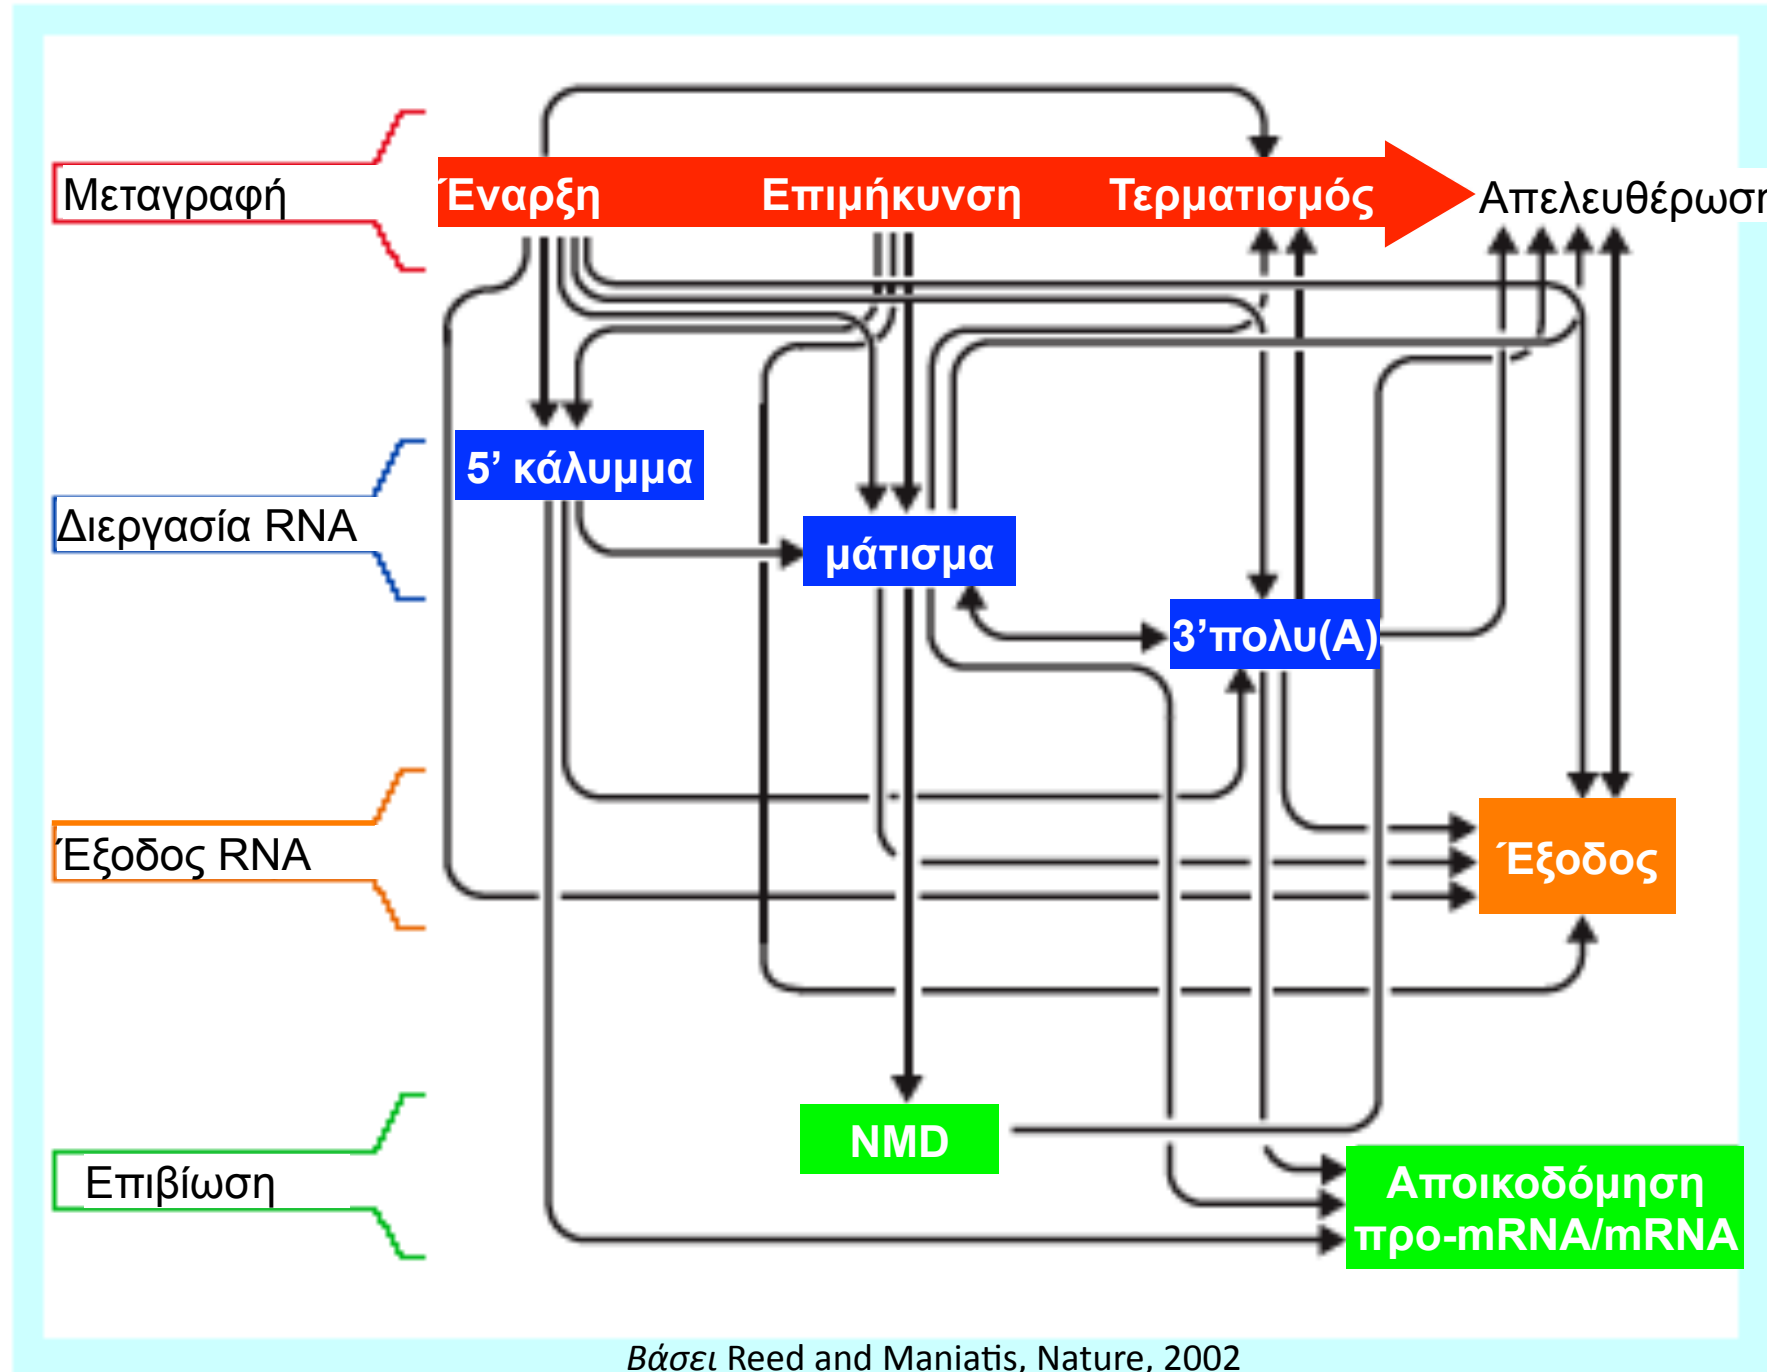 Μεταγραφή
Έναρξη
Επιμήκυνση
Τερματισμός
Απελευθέρωση
5’ κάλυμμα
Διεργασία RNA
μάτισμα
3’πολυ(Α)
Έξοδος RNA
Έξοδος
NMD
Επιβίωση
Αποικοδόμηση
προ-mRNA/mRNA
Βάσει Reed and Maniatis, Nature, 2002